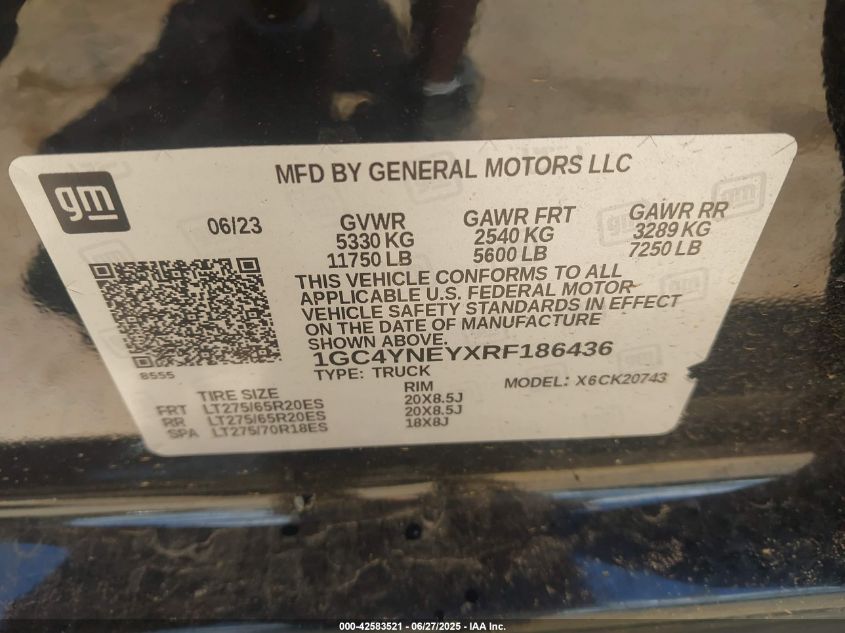 MFD BY GENERAL MOTORS LLC
gm
06/23 GVWR GAWR FRT GAWR RR
5330 KG 2540 KG 3289 KG
11750 LB 5600 LB 7250 LB
THIS VEHICLE CONFORMS TO ALL
APPLICABLE U.S. FEDERAL MOTOR
VEHICLE SAFETY STANDARDS IN EFFECT
ON THE DATE OF MANUFACTURE
SHOWN ABOVE.
1GC4YNEYXRF186436
8555
TYPE: TRUCK MODEL: X6CK20743
TIRE SIZE RIM
FRT LT275/65R20ES 20X8.5J
RR LT275/65R20ES 20X8.5J
SPA LT275/70R18ES 18X8J
000-42583521 - 06/27/2025 - IAA Inc.